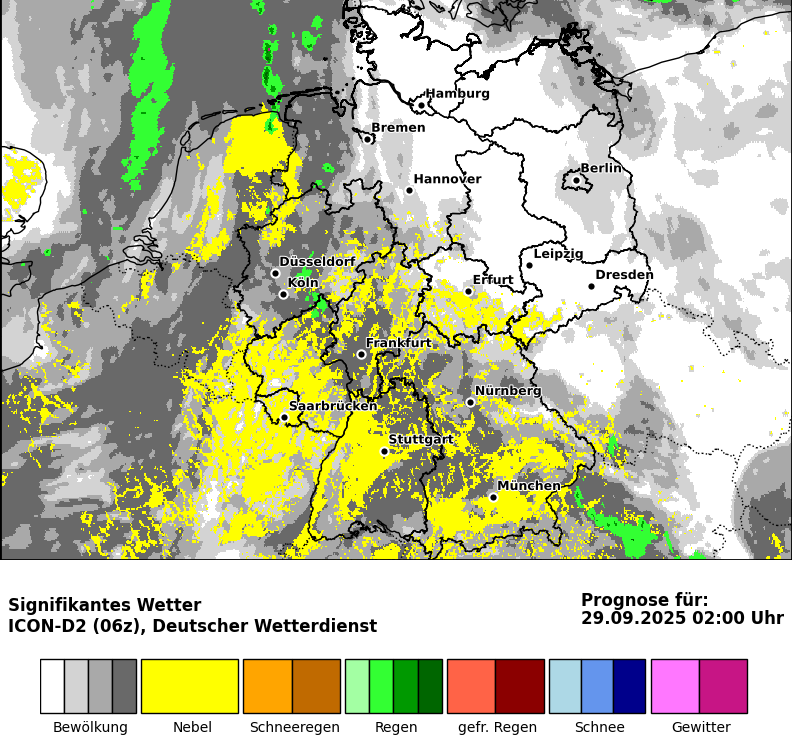 Hamburg
Bremen
Berlin
Hannover
Leipzig
Düsseldorf
Dresden
Erfurt
Köln
Frankfurt
Nürnberg
Saarbrücken
Stuttgart
München
Signifikantes Wetter
ICON-D2 (06z), Deutscher Wetterdienst
Prognose für:
29.09.2025 02:00 Uhr
Bewölkung Nebel Schneeregen Regen gefr. Regen Schnee Gewitter